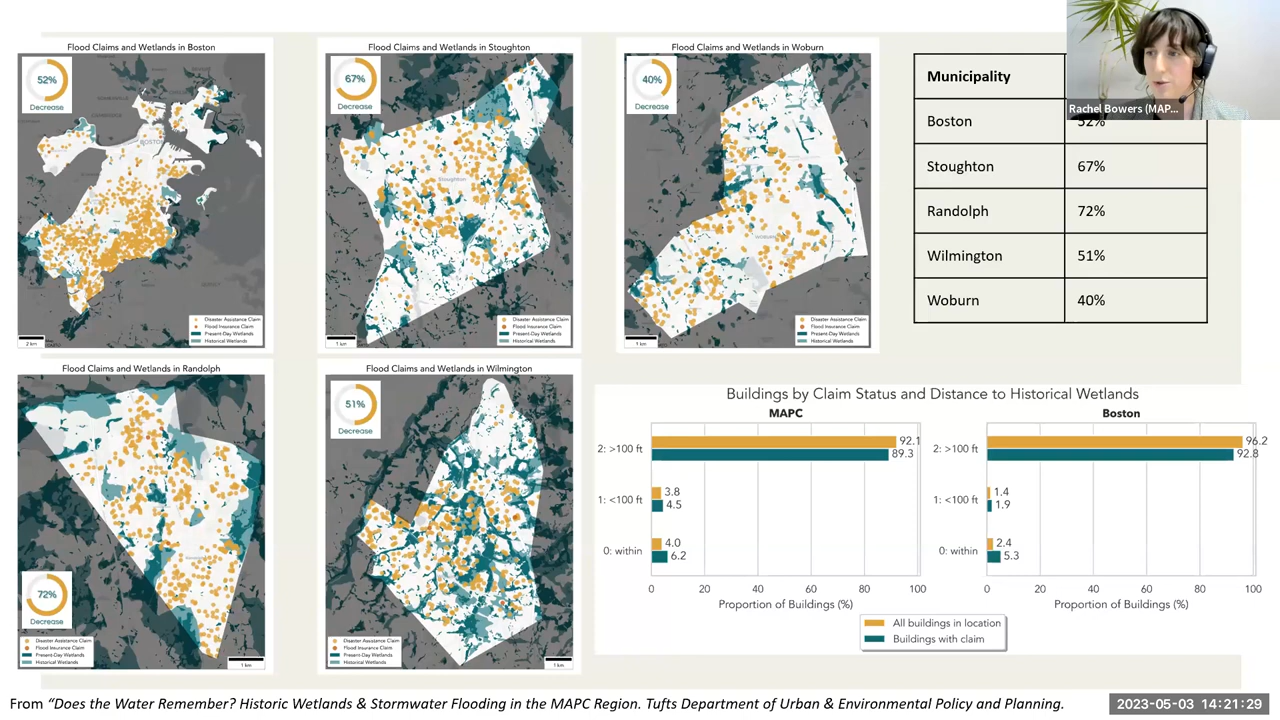 Flood Claims and Wetlands in Boston
52%
Decrease
BOSTON
Disaster Assistance Claim
Flood Insurance Claim
Present-Day Wetlands
Historical Wetlands
2 km
Flood Claims and Wetlands in Stoughton
67%
Decrease
Stoughton
Disaster Assistance Claim
Flood Insurance Claim
Present-Day Wetlands
Historical Wetlands
1 km
Flood Claims and Wetlands in Woburn
40%
Decrease
WOBURN
Disaster Assistance Claim
Flood Insurance Claim
Present-Day Wetlands
Historical Wetlands
1 km
Municipality
Boston 52%
Stoughton 67%
Randolph 72%
Wilmington 51%
Woburn 40%
Rachel Bowers (MAP...
Flood Claims and Wetlands in Randolph
72%
Decrease
Disaster Assistance Claim
Flood Insurance Claim
Present-Day Wetlands
Historical Wetlands
1 km
Flood Claims and Wetlands in Wilmington
51%
Decrease
Disaster Assistance Claim
Flood Insurance Claim
Present-Day Wetlands
Historical Wetlands
1 km
Buildings by Claim Status and Distance to Historical Wetlands
MAPC
2: >100 ft 92.1
89.3
1: <100 ft 3.8
4.5
0: within 4.0
6.2
0 20 40 60 80 100
Proportion of Buildings (%)
Boston
2: >100 ft 96.2
92.8
1: <100 ft 1.4
1.9
0: within 2.4
5.3
0 20 40 60 80 100
Proportion of Buildings (%)
All buildings in location
Buildings with claim
From “Does the Water Remember? Historic Wetlands & Stormwater Flooding in the MAPC Region. Tufts Department of Urban & Environmental Policy and Planning.
2023-05-03 14:21:29